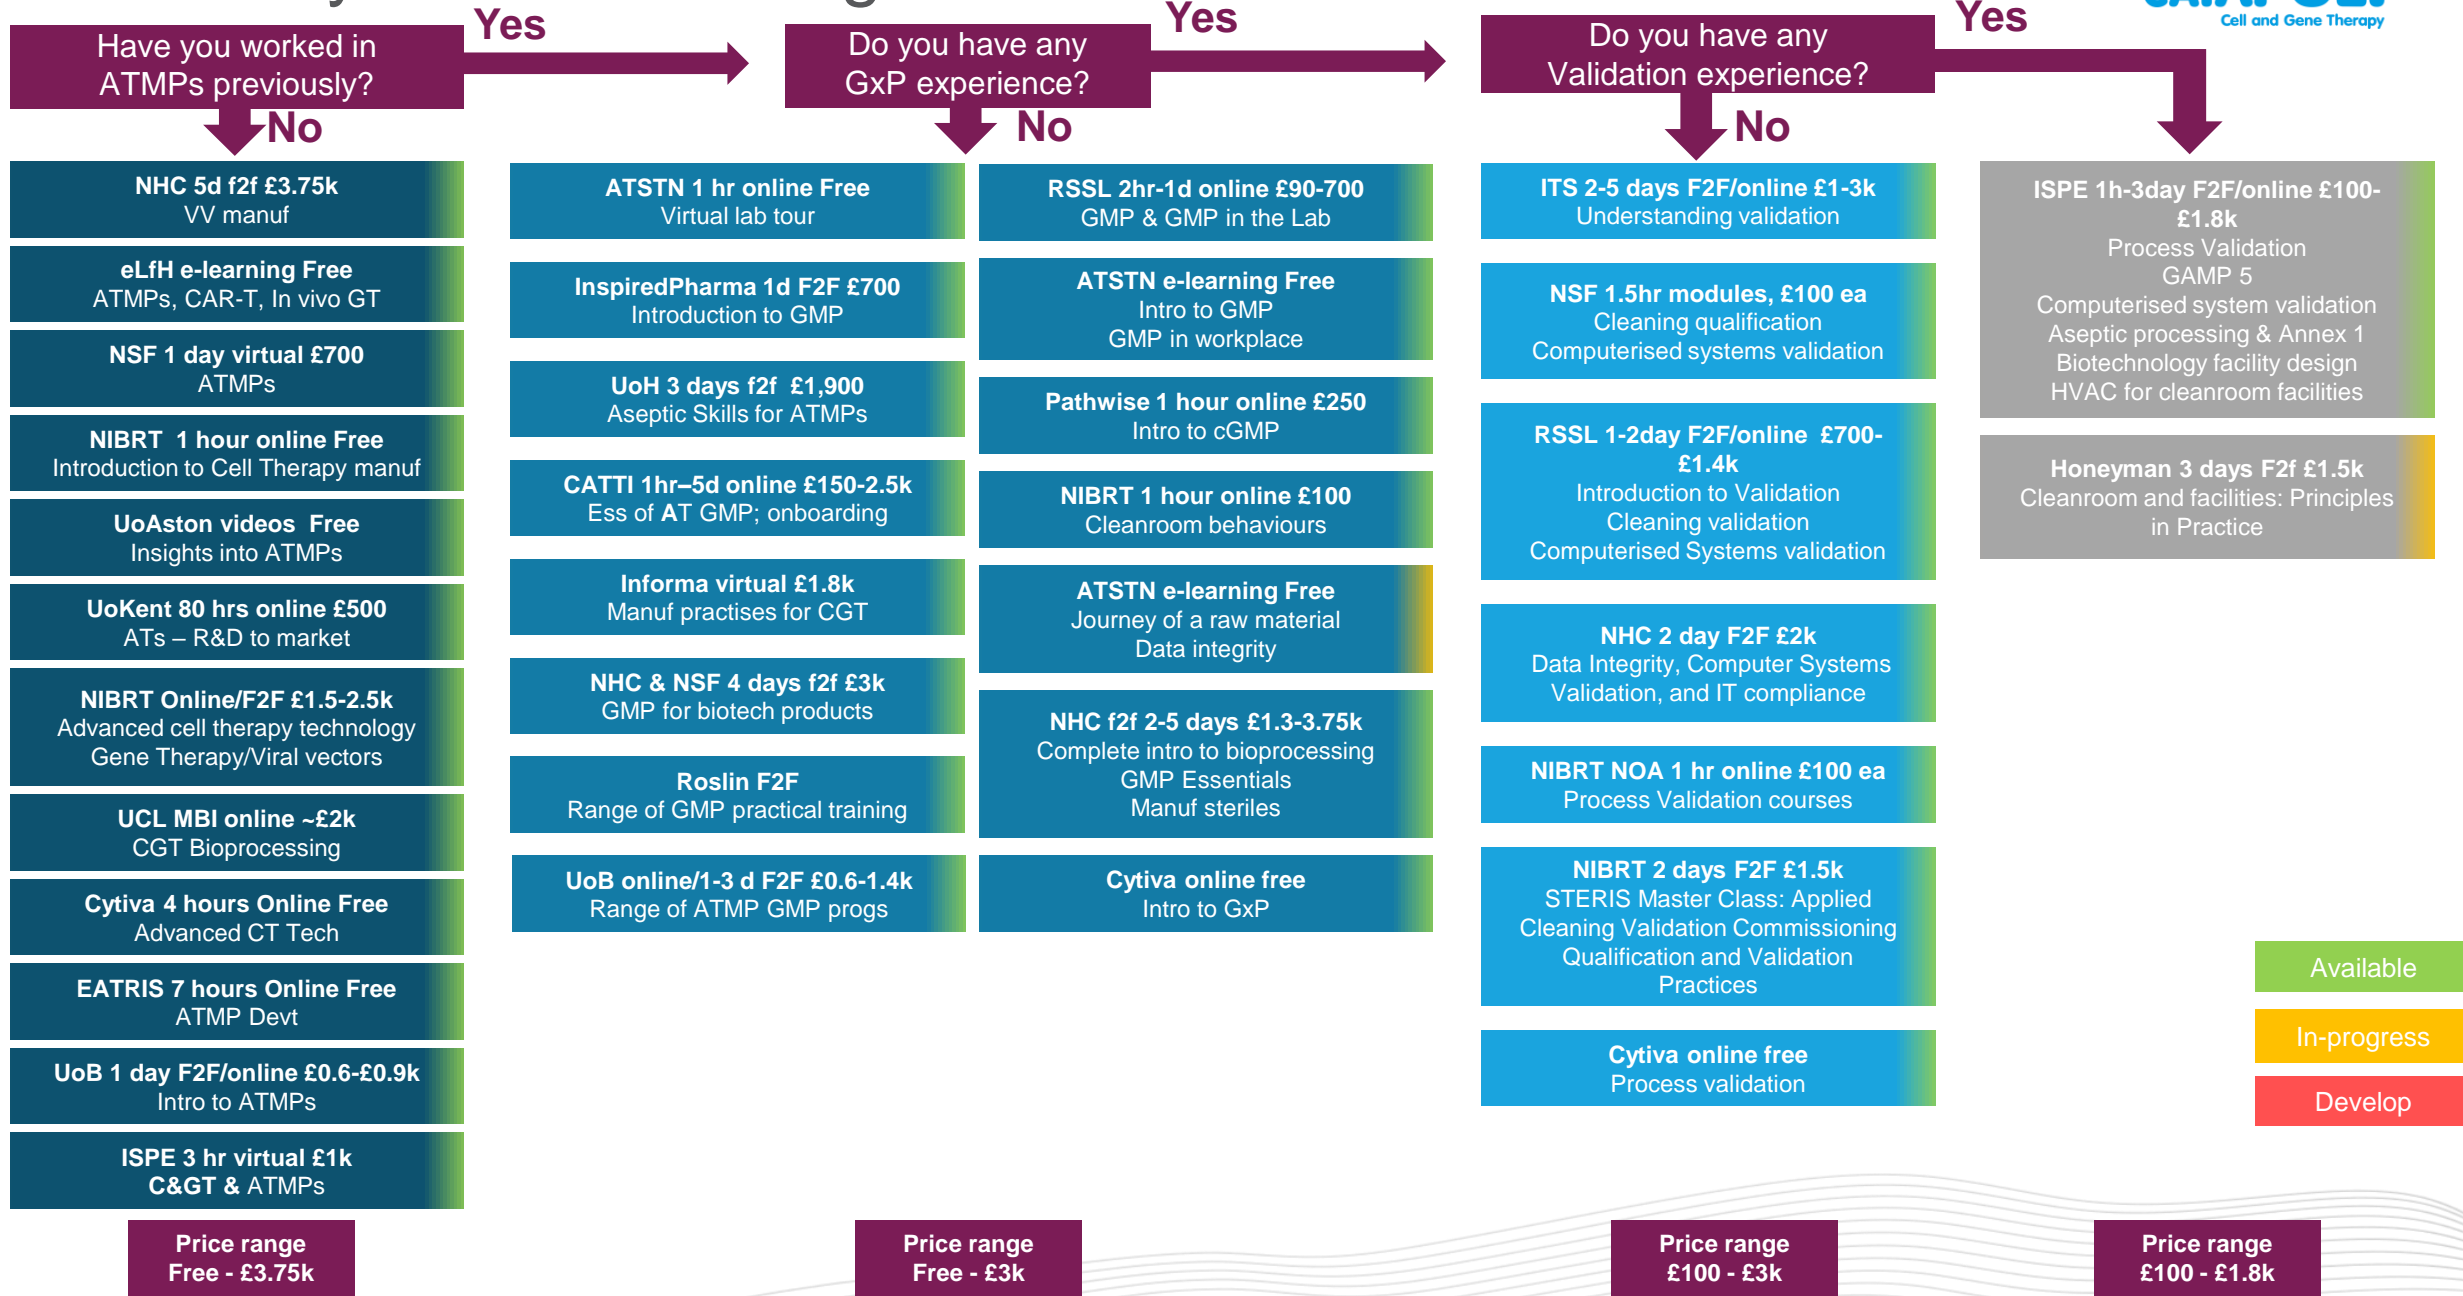 Have you worked in
ATMPs previously?
Yes
No
Do you have any
GxP experience?
Yes
No
Do you have any
Validation experience?
Yes
No
Cell and Gene Therapy
NHC 5d f2f £3.75k
VV manuf
eLfH e-learning Free
ATMPs, CAR-T, In vivo GT
NSF 1 day virtual £700
ATMPs
NIBRT 1 hour online Free
Introduction to Cell Therapy manuf
UoAston videos Free
Insights into ATMPs
UoKent 80 hrs online £500
ATs – R&D to market
NIBRT Online/F2F £1.5-2.5k
Advanced cell therapy technology
Gene Therapy/Viral vectors
UCL MBI online ~£2k
CGT Bioprocessing
Cytiva 4 hours Online Free
Advanced CT Tech
EATRIS 7 hours Online Free
ATMP Devt
UoB 1 day F2F/online £0.6-£0.9k
Intro to ATMPs
ISPE 3 hr virtual £1k
C&GT & ATMPs
Price range
Free - £3.75k
ATSTN 1 hr online Free
Virtual lab tour
InspiredPharma 1d F2F £700
Introduction to GMP
UoH 3 days f2f £1,900
Aseptic Skills for ATMPs
CATTI 1hr–5d online £150-2.5k
Ess of AT GMP; onboarding
Informa virtual £1.8k
Manuf practises for CGT
NHC & NSF 4 days f2f £3k
GMP for biotech products
Roslin F2F
Range of GMP practical training
UoB online/1-3 d F2F £0.6-1.4k
Range of ATMP GMP progs
RSSL 2hr-1d online £90-700
GMP & GMP in the Lab
ATSTN e-learning Free
Intro to GMP
GMP in workplace
Pathwise 1 hour online £250
Intro to cGMP
NIBRT 1 hour online £100
Cleanroom behaviours
ATSTN e-learning Free
Journey of a raw material
Data integrity
NHC f2f 2-5 days £1.3-3.75k
Complete intro to bioprocessing
GMP Essentials
Manuf steriles
Cytiva online free
Intro to GxP
Price range
Free - £3k
ITS 2-5 days F2F/online £1-3k
Understanding validation
NSF 1.5hr modules, £100 ea
Cleaning qualification
Computerised systems validation
RSSL 1-2day F2F/online £700-
£1.4k
Introduction to Validation
Cleaning validation
Computerised Systems validation
NHC 2 day F2F £2k
Data Integrity, Computer Systems
Validation, and IT compliance
NIBRT NOA 1 hr online £100 ea
Process Validation courses
NIBRT 2 days F2F £1.5k
STERIS Master Class: Applied
Cleaning Validation Commissioning
Qualification and Validation
Practices
Cytiva online free
Process validation
Price range
£100 - £3k
ISPE 1h-3day F2F/online £100-
£1.8k
Process Validation
GAMP 5
Computerised system validation
Aseptic processing & Annex 1
Biotechnology facility design
HVAC for cleanroom facilities
Honeyman 3 days F2f £1.5k
Cleanroom and facilities: Principles
in Practice
Available
In-progress
Develop
Price range
£100 - £1.8k